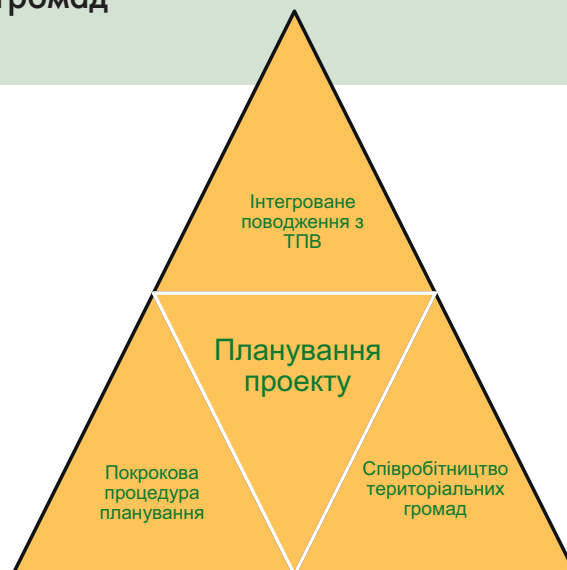 громад
Інтегроване
поводження з
ТПВ
Планування
проекту
Покрокова
процедура
планування
Співробітництво
територіальних
громад